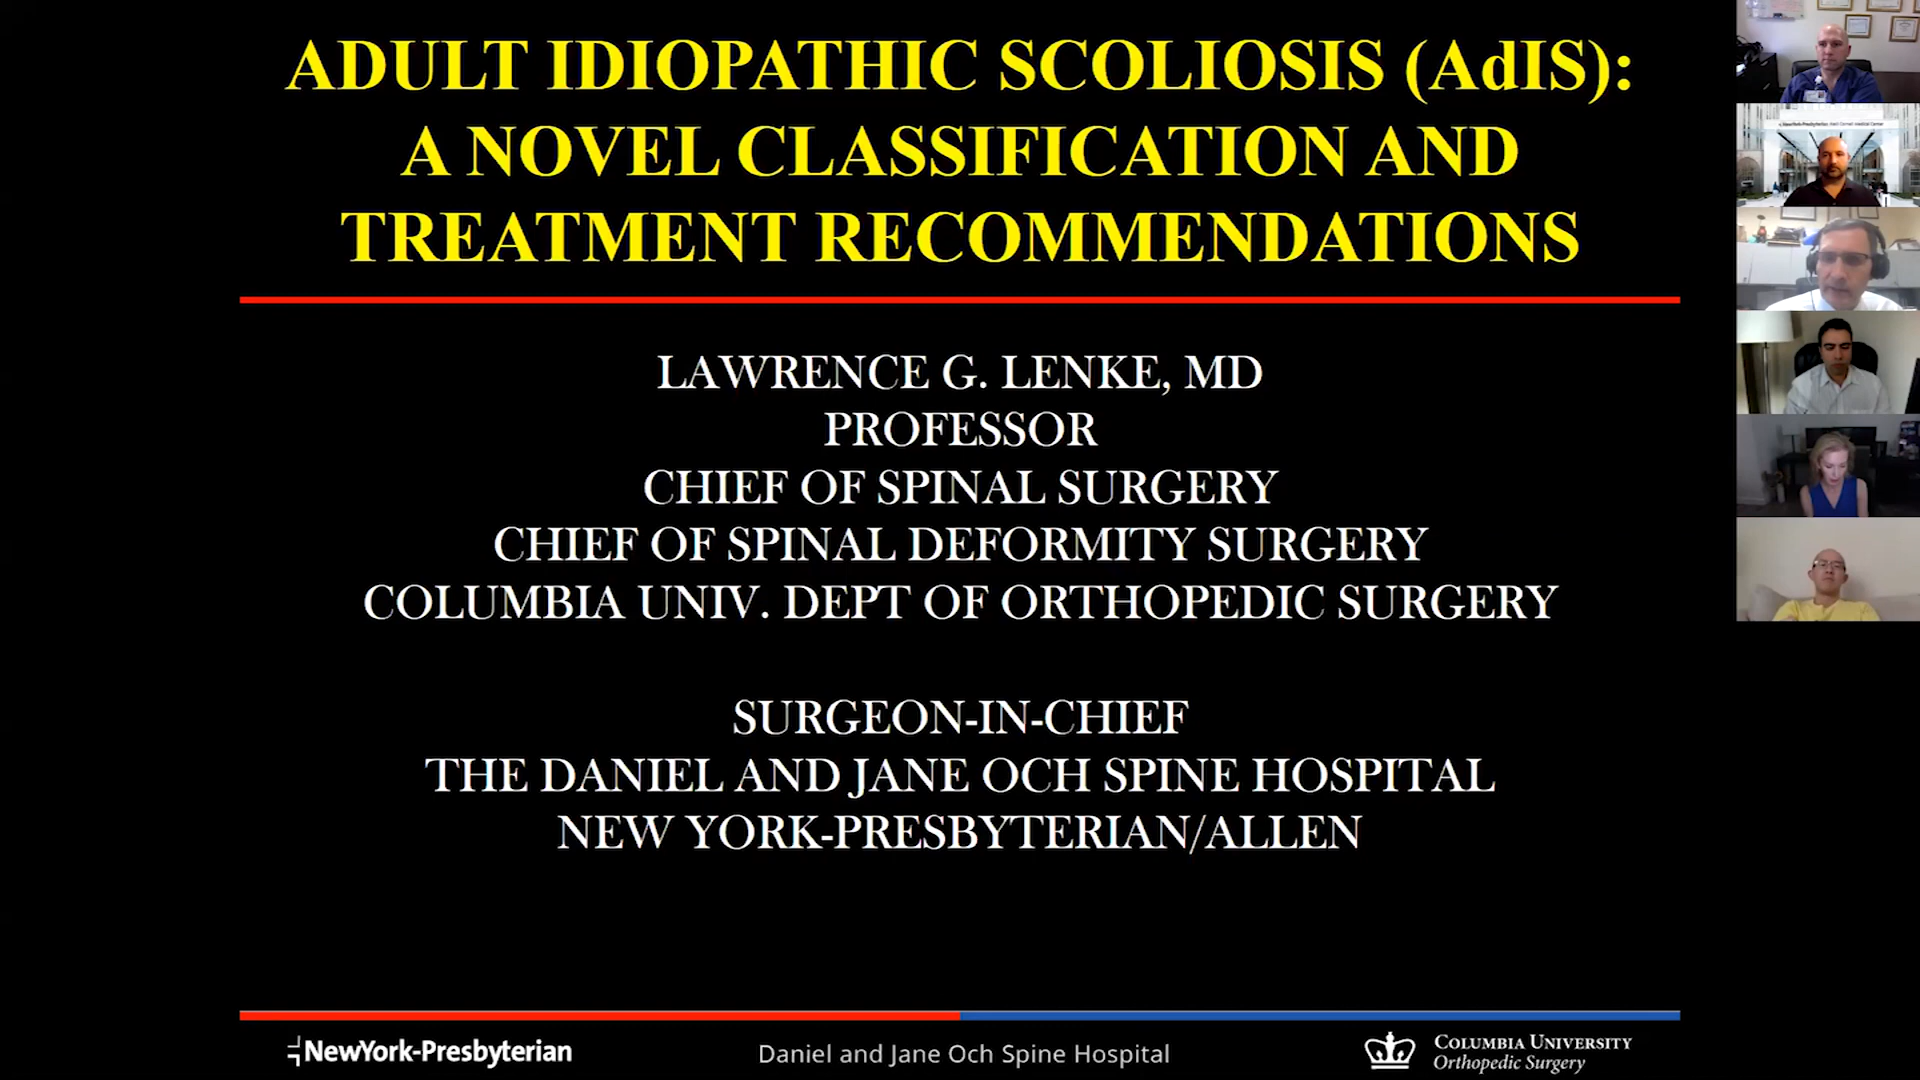 ADULT IDIOPATHIC SCOLIOSIS (AdIS):
A NOVEL CLASSIFICATION AND
TREATMENT RECOMMENDATIONS
LAWRENCE G. LENKE, MD
PROFESSOR
CHIEF OF SPINAL SURGERY
CHIEF OF SPINAL DEFORMITY SURGERY
COLUMBIA UNIV. DEPT OF ORTHOPEDIC SURGERY
SURGEON-IN-CHIEF
THE DANIEL AND JANE OCH SPINE HOSPITAL
NEW YORK-PRESBYTERIAN/ALLEN
NewYork-Presbyterian
Daniel and Jane Och Spine Hospital
COLUMBIA UNIVERSITY
Orthopedic Surgery